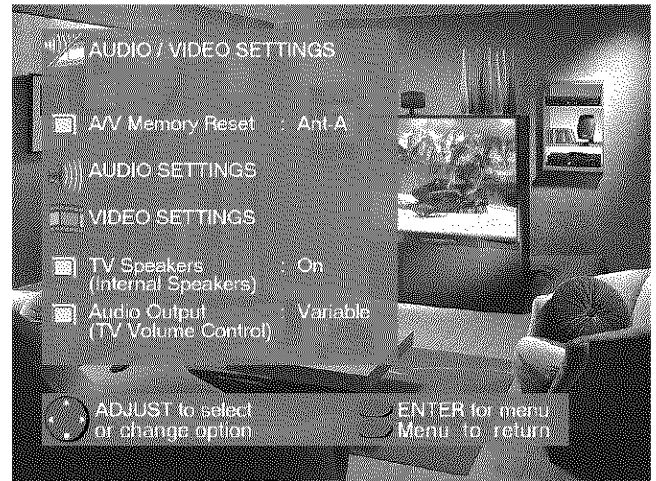 AUDIO / VIDEO SETTINGS
A/V Memory Reset : Ant-A
AUDIO SETTINGS
VIDEO SETTINGS
TV Speakers : On
(Internal Speakers)
Audio Output : Variable
(TV Volume Control)
ADJUST to select
or change option
ENTER for menu
Menu to return